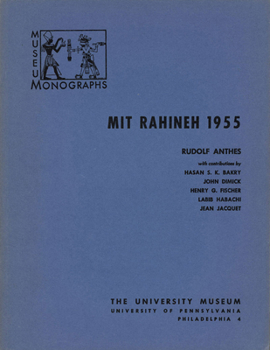 MUSEUM
MONOGRAPHS
MIT RAHINEH 1955
RUDOLF ANTHES
with contributions by
HASAN S. K. BAKRY
JOHN DIMICK
HENRY G. FISCHER
LABIB HABACHI
JEAN JACQUET
THE UNIVERSITY MUSEUM
UNIVERSITY OF PENNSYLVANIA
PHILADELPHIA 4